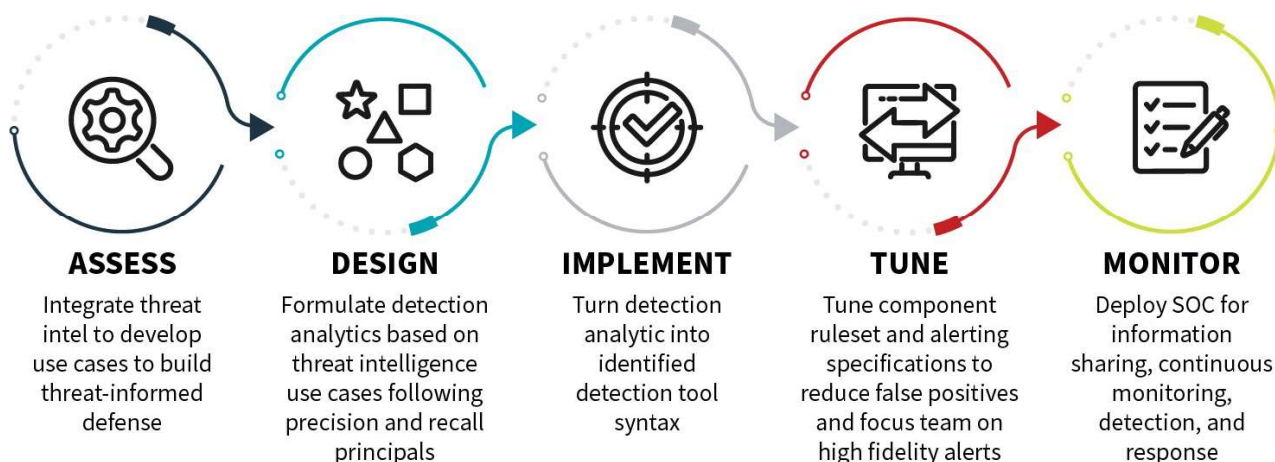 ASSESS
Integrate threat
intel to develop
use cases to build
threat-informed
defense
DESIGN
Formulate detection
analytics based on
threat intelligence
use cases following
precision and recall
principals
IMPLEMENT
Turn detection
analytic into
identified
detection tool
syntax
TUNE
Tune component
ruleset and alerting
specifications to
reduce false positives
and focus team on
high fidelity alerts
MONITOR
Deploy SOC for
information
sharing, continuous
monitoring,
detection, and
response